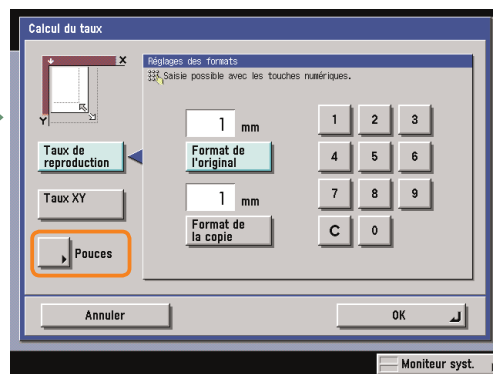 Calcul du taux
X
Y
Réglages des formats
Saisie possible avec les touches numériques.
1 mm
Format de
l'original
1 mm
Format de
la copie
Taux de
reproduction
Taux XY
Pouces
1 2 3
4 5 6
7 8 9
C 0
Annuler
OK
Moniteur syst.